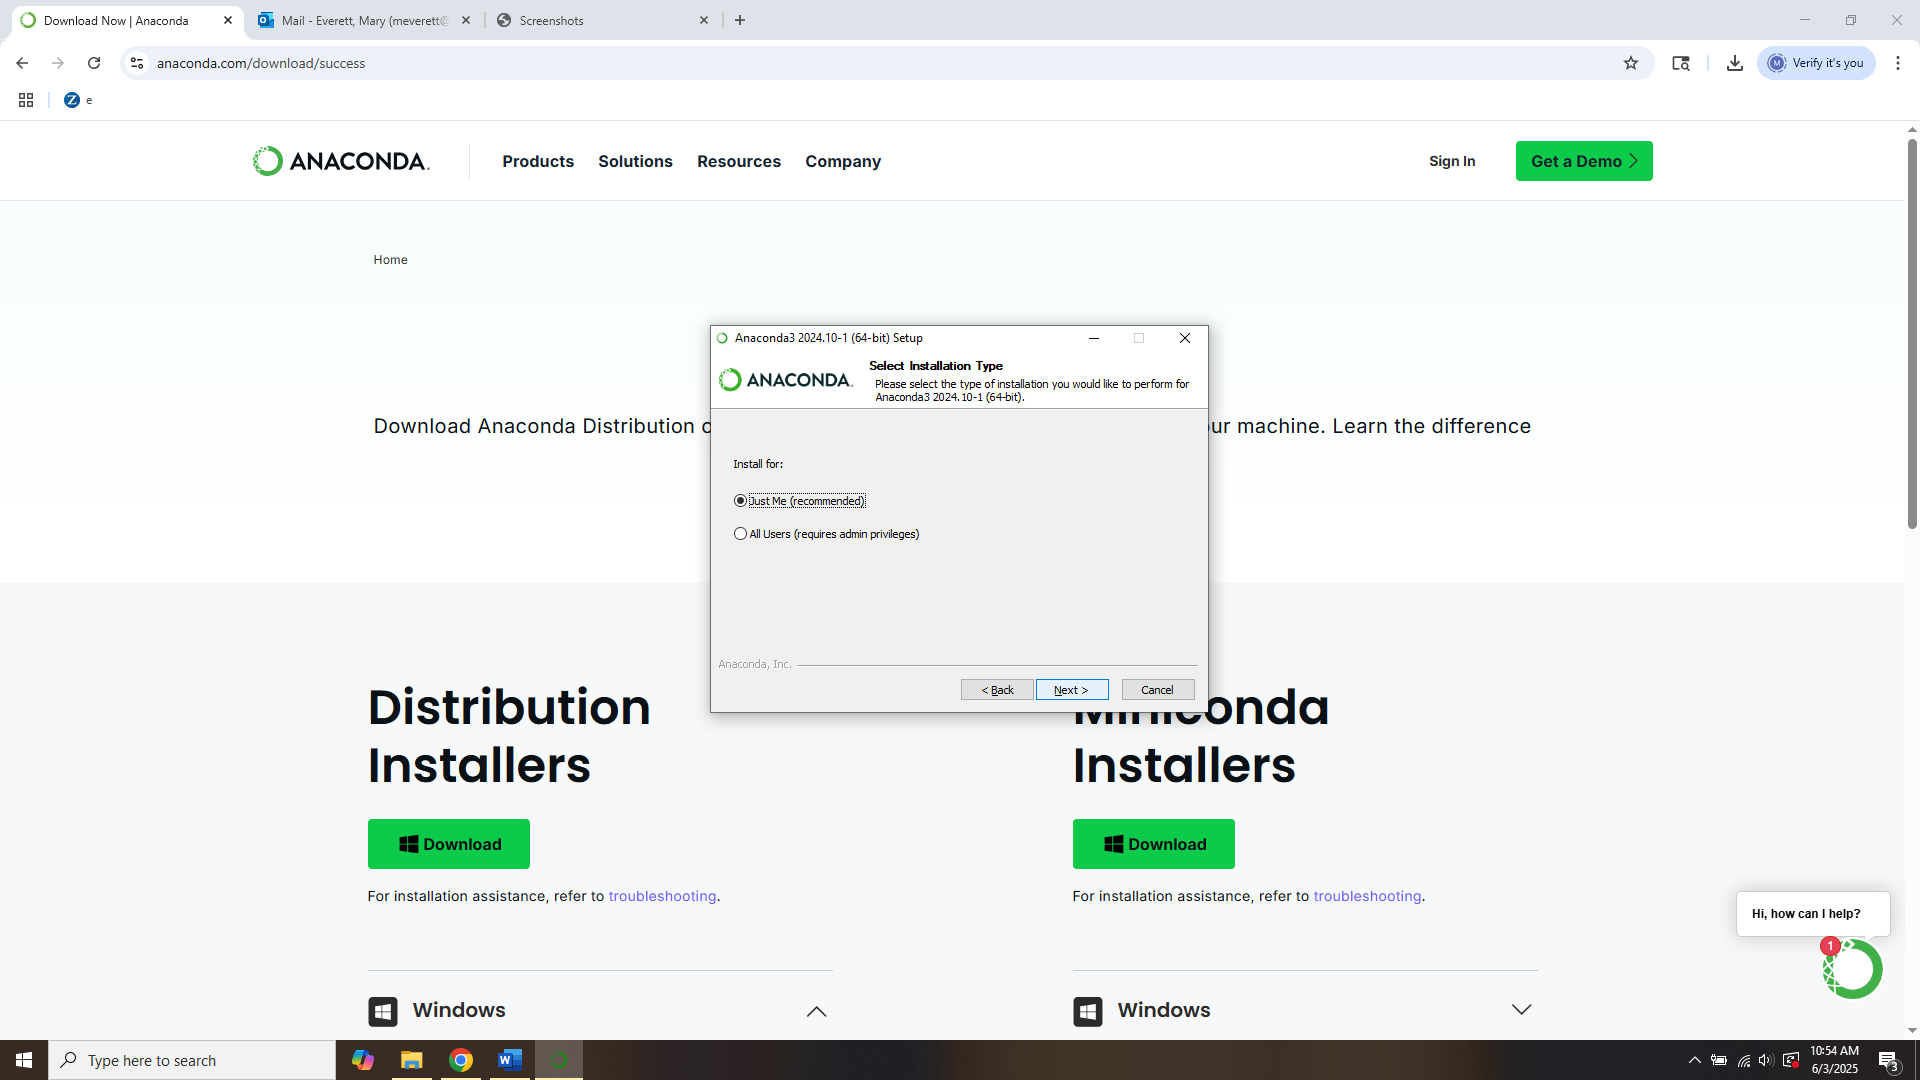 Download Now | Anaconda
Mail - Everett, Mary (meverett@
Screenshots
anaconda.com/download/success
Verify it's you
e
ANACONDA.
Products
Solutions
Resources
Company
Sign In
Get a Demo
Home
Download Anaconda Distribution
ur machine. Learn the difference
Anaconda3 2024.10-1 (64-bit) Setup
ANACONDA.
Select Installation Type
Please select the type of installation you would like to perform for
Anaconda3 2024.10-1 (64-bit).
Install for:
Just Me (recommended)
All Users (requires admin privileges)
Anaconda, Inc.
< Back
Next >
Cancel
Distribution
Installers
Download
For installation assistance, refer to troubleshooting.
Windows
Miniconda
Installers
Download
For installation assistance, refer to troubleshooting.
Windows
Hi, how can I help?
1
Type here to search
10:54 AM
6/3/2025
3